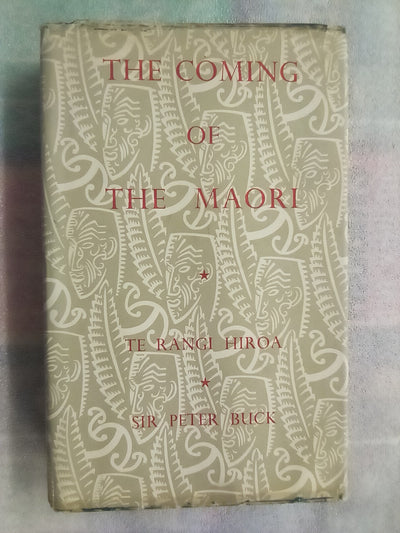 THE COMING
OF
THE MAORI
TE RANGI HIROA
SIR PETER BUCK